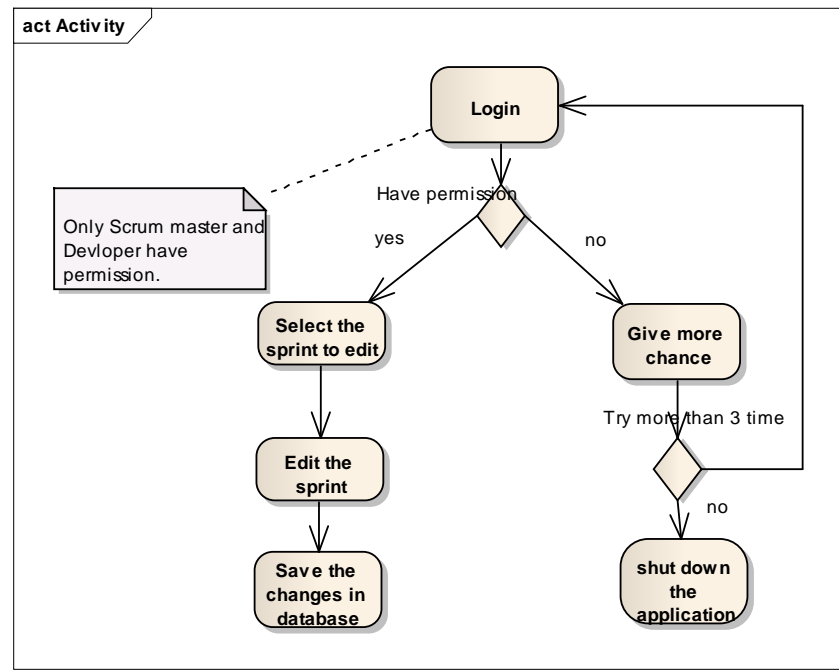 act Activity
Login
Have permission
Only Scrum master and
Devloper have
permission.
yes
no
Select the
sprint to edit
Give more
chance
Try more than 3 time
Edit the
sprint
no
Save the
changes in
database
shut down
the
application